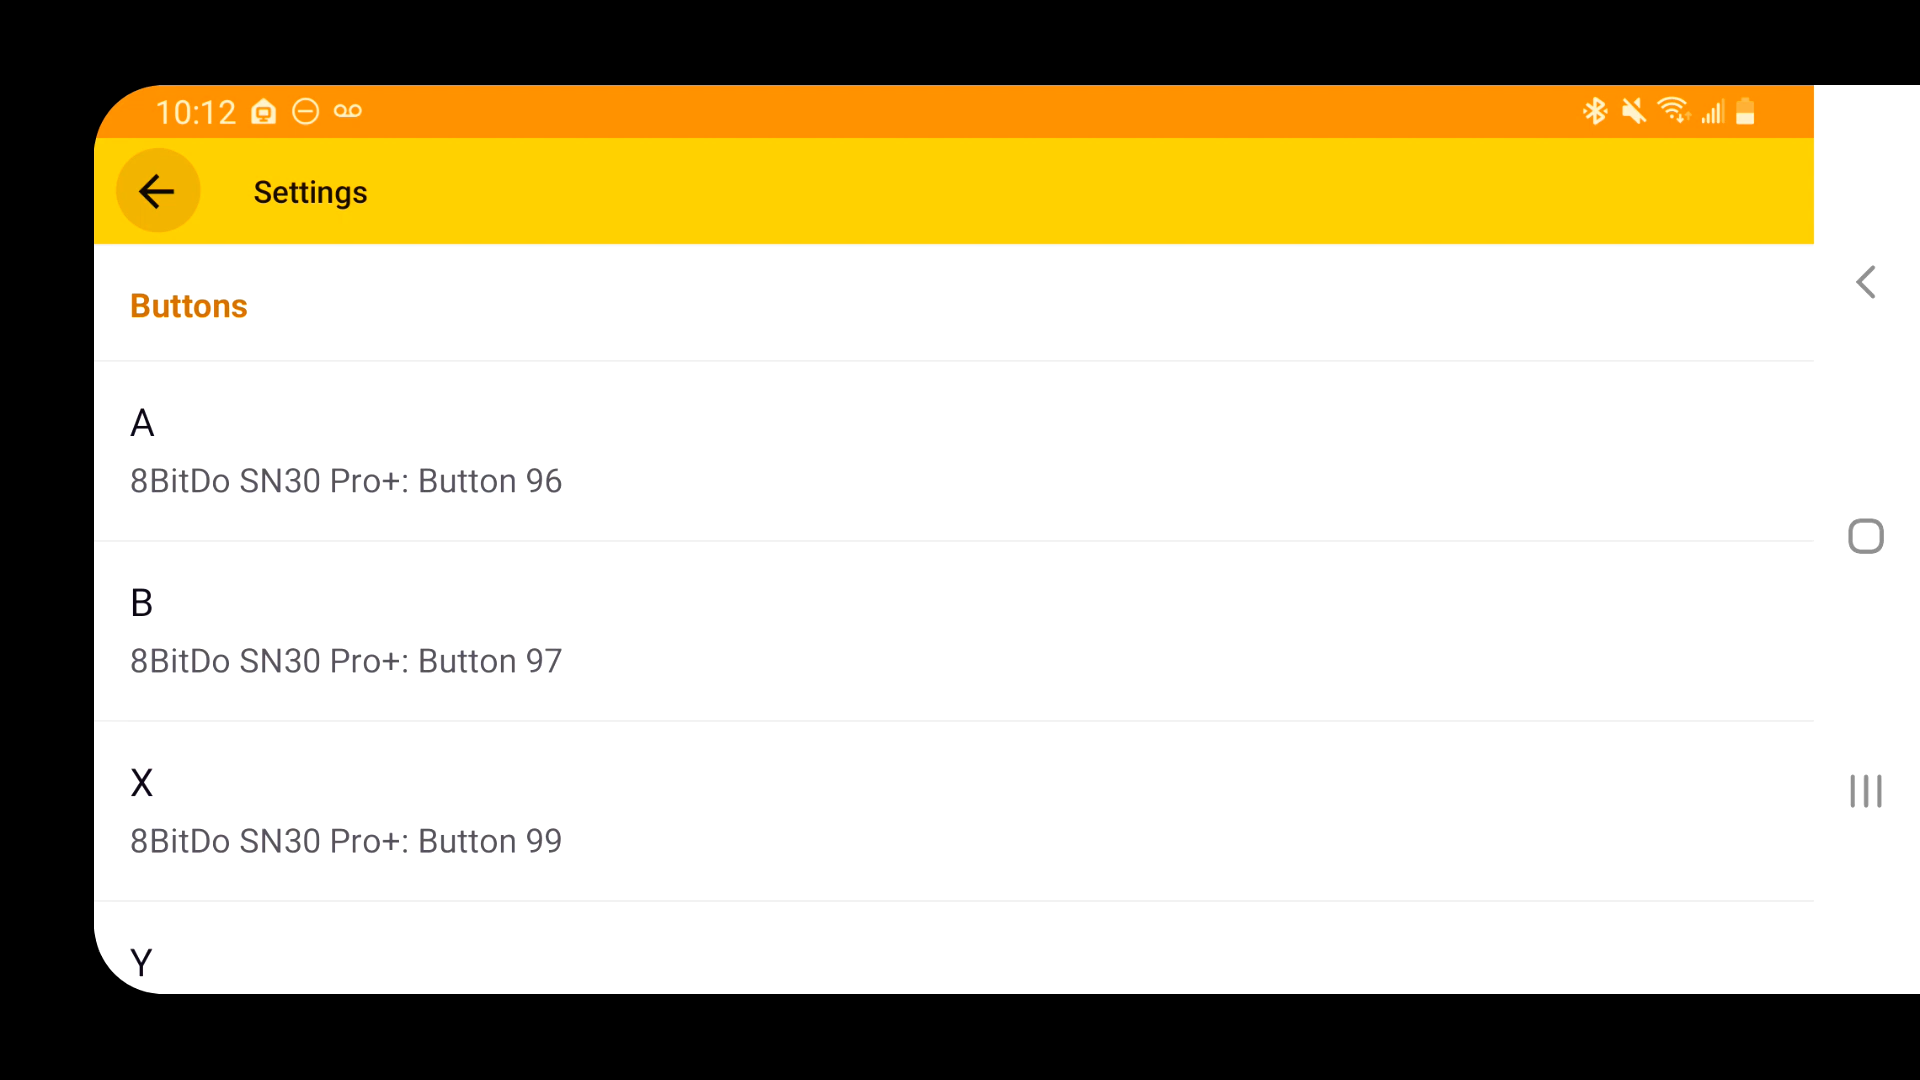 10:12
Settings
Buttons
A
8BitDo SN30 Pro+: Button 96
B
8BitDo SN30 Pro+: Button 97
X
8BitDo SN30 Pro+: Button 99
Y